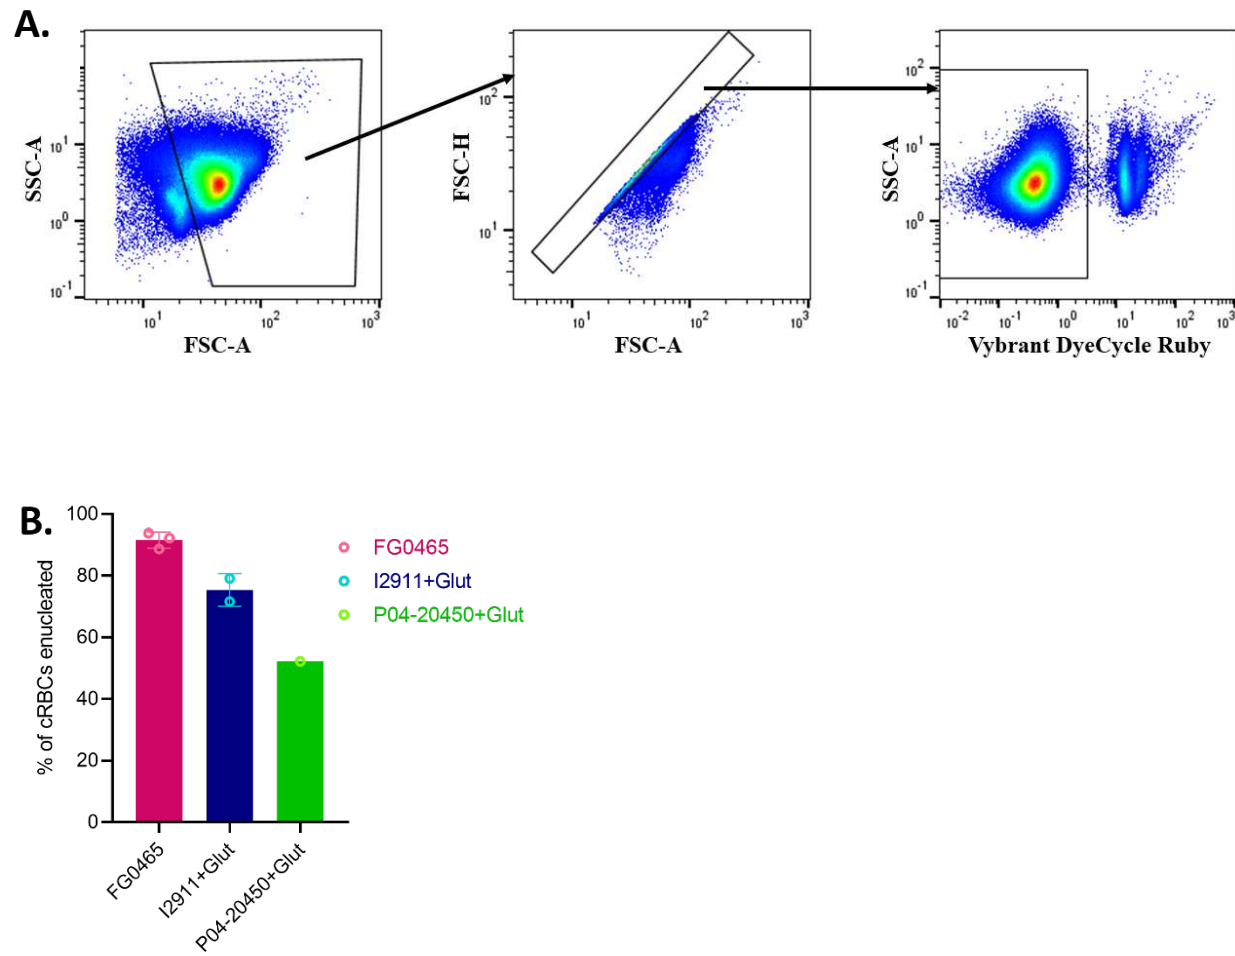 A.
SSC-A
10^1
10^0
10^-1
10^1
10^2
10^3
FSC-A
FSC-H
10^2
10^1
10^1
10^2
10^3
FSC-A
SSC-A
10^2
10^1
10^0
10^-1
10^-2
10^-1
10^0
10^1
10^2
10^3
Vybrant DyeCycle Ruby
B.
% of cRBCs enucleated
100
80
60
40
20
0
FG0465
I2911+Glut
P04-20450+Glut
FG0465
I2911+Glut
P04-20450+Glut